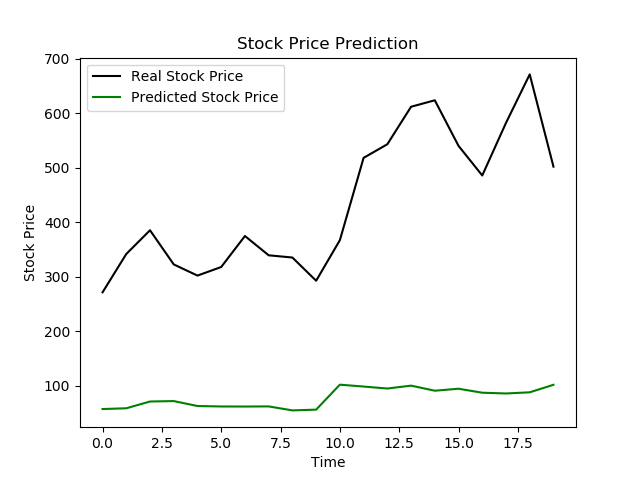 Stock Price Prediction
Real Stock Price
Predicted Stock Price
Stock Price
700
600
500
400
300
200
100
0.0 2.5 5.0 7.5 10.0 12.5 15.0 17.5
Time